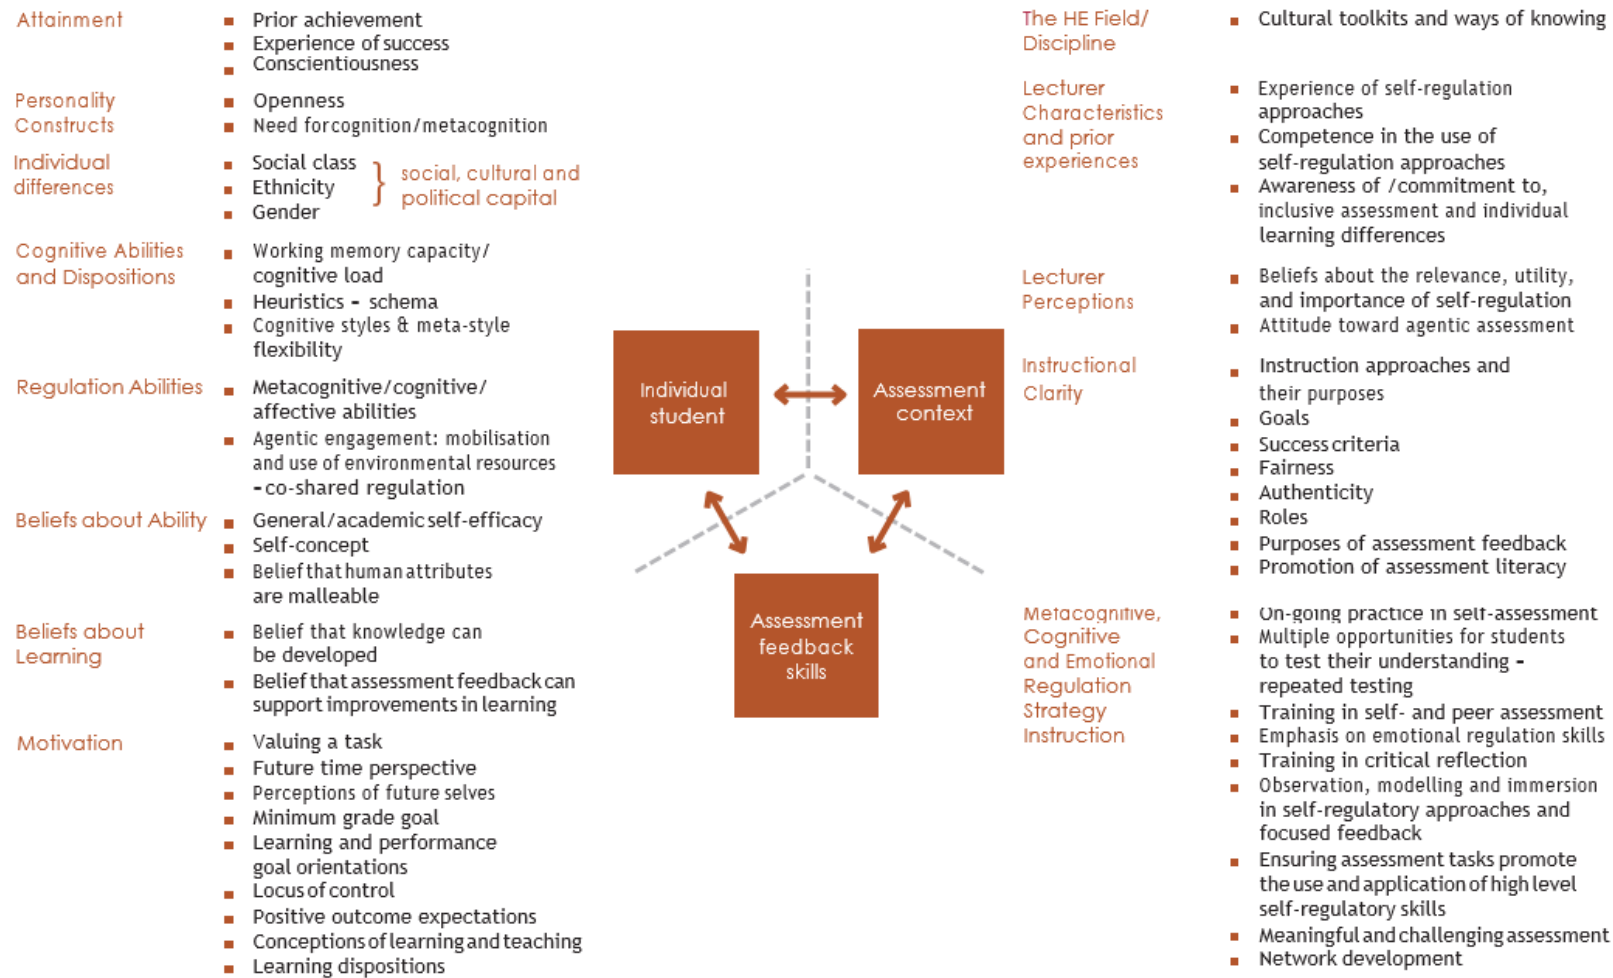 Attainment
Prior achievement
Experience of success
Conscientiousness
Personality
Constructs
Openness
Need forcognition/metacognition
Individual
differences
Social class
Ethnicity
Gender
social, cultural and
political capital
Cognitive Abilities
and Dispositions
Working memory capacity/
cognitive load
Heuristics - schema
Cognitive styles & meta-style
flexibility
Regulation Abilities
Metacognitive/cognitive/
affective abilities
Agentic engagement: mobilisation
and use of environmental resources
-co-shared regulation
Beliefs about Ability
General/academic self-efficacy
Self-concept
Belief that human attributes
are malleable
Beliefs about
Learning
Belief that knowledge can
be developed
Belief that assessment feedback can
support improvements in learning
Motivation
Valuing a task
Future time perspective
Perceptions of future selves
Minimum grade goal
Learning and performance
goal orientations
Locus of control
Positive outcome expectations
Conceptions of learning and teaching
Learning dispositions
Individual
student
Assessment
context
Assessment
feedback
skills
The HE Field/
Discipline
Cultural toolkits and ways of knowing
Lecturer
Characteristics
and prior
experiences
Experience of self-regulation
approaches
Competence in the use of
self-regulation approaches
Awareness of /commitment to,
inclusive assessment and individual
learning differences
Lecturer
Perceptions
Beliefs about the relevance, utility,
and importance of self-regulation
Attitude toward agentic assessment
Instructional
Clarity
Instruction approaches and
their purposes
Goals
Success criteria
Fairness
Authenticity
Roles
Purposes of assessment feedback
Promotion of assessment literacy
Metacognitive,
Cognitive
and Emotional
Regulation
Strategy
Instruction
On-going practice in self-assessment
Multiple opportunities for students
to test their understanding -
repeated testing
Training in self- and peer assessment
Emphasis on emotional regulation skills
Training in critical reflection
Observation, modelling and immersion
in self-regulatory approaches and
focused feedback
Ensuring assessment tasks promote
the use and application of high level
self-regulatory skills
Meaningful and challenging assessment
Network development